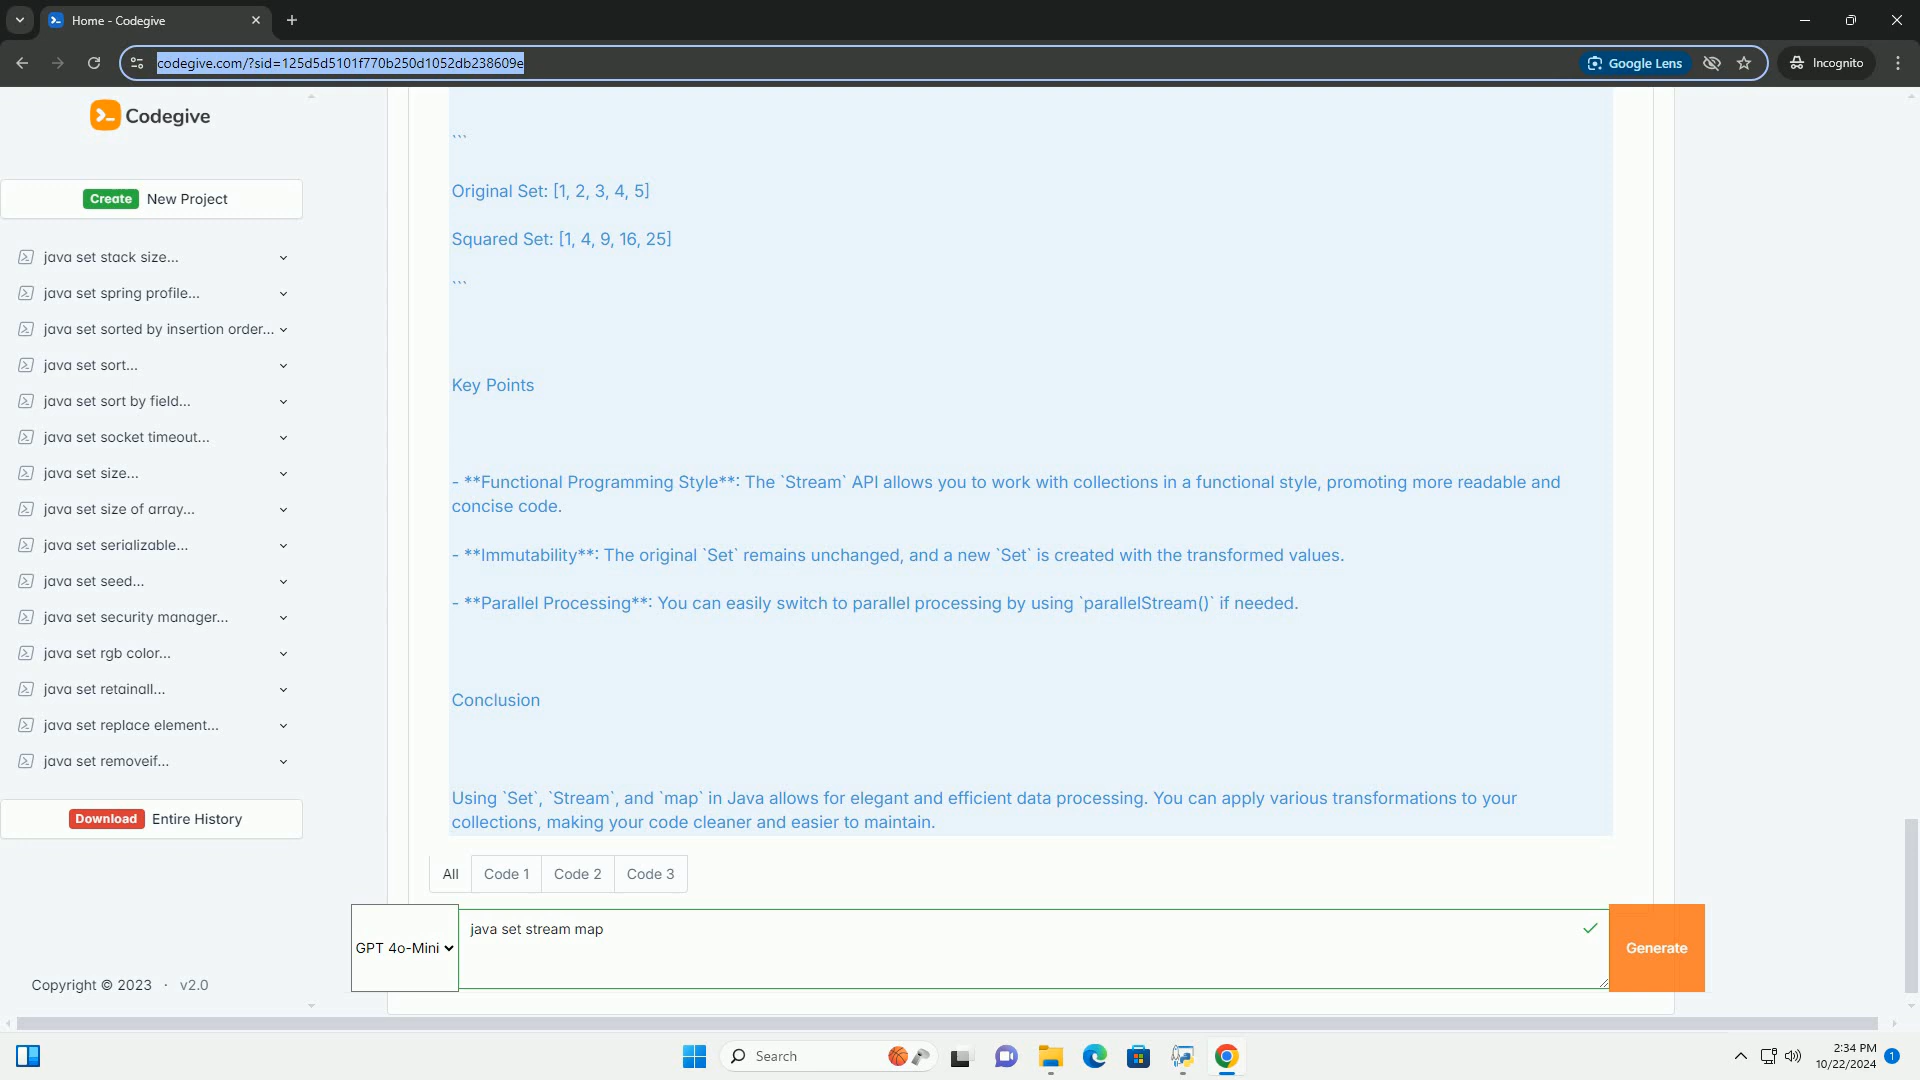 Home - Codegive
codegive.com/?sid=125d5d5101f770b250d1052db238609e
Google Lens
Incognito
Codegive
Create New Project
java set stack size...
java set spring profile...
java set sorted by insertion order...
java set sort...
java set sort by field...
java set socket timeout...
java set size...
java set size of array...
java set serializable...
java set seed...
java set security manager...
java set rgb color...
java set retainall...
java set replace element...
java set removeif...
Download Entire History
Copyright © 2023 · v2.0
```
Original Set: [1, 2, 3, 4, 5]
Squared Set: [1, 4, 9, 16, 25]
```
Key Points
- **Functional Programming Style**: The `Stream` API allows you to work with collections in a functional style, promoting more readable and
concise code.
- **Immutability**: The original `Set` remains unchanged, and a new `Set` is created with the transformed values.
- **Parallel Processing**: You can easily switch to parallel processing by using `parallelStream()` if needed.
Conclusion
Using `Set`, `Stream`, and `map` in Java allows for elegant and efficient data processing. You can apply various transformations to your
collections, making your code cleaner and easier to maintain.
All
Code 1
Code 2
Code 3
GPT 4o-Mini
java set stream map
Generate
Search
2:34 PM
10/22/2024
1